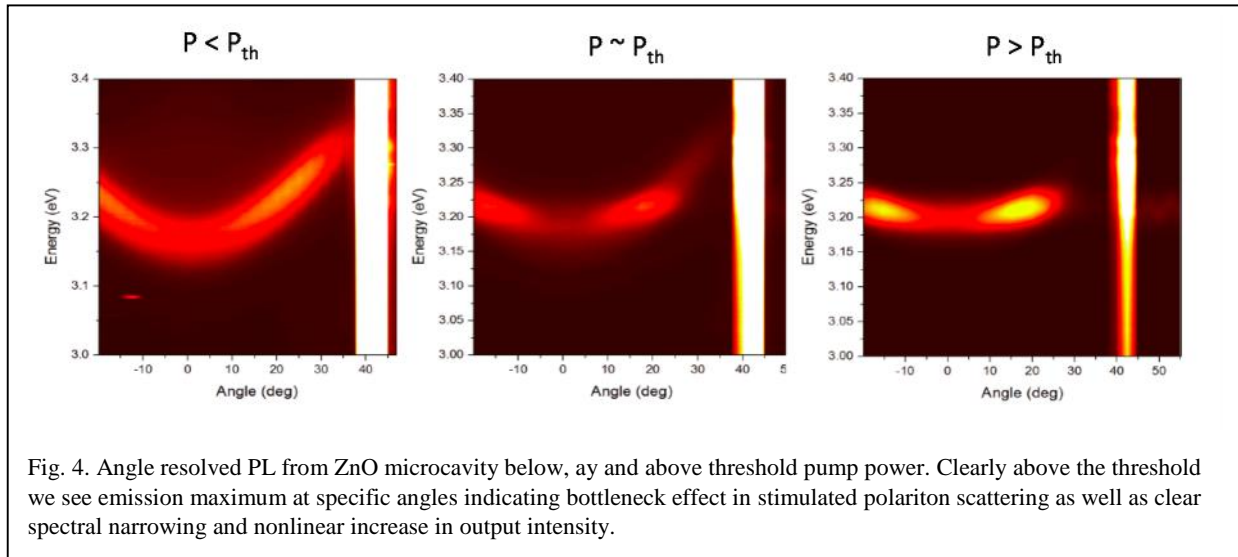 P < Pth
P ~ Pth
P > Pth
3.4
3.3
3.2
3.1
3.0
Energy (eV)
-10 0 10 20 30 40
Angle (deg)
3.40
3.35
3.30
3.25
3.20
3.15
3.10
3.05
3.00
Energy (eV)
-10 0 10 20 30 40 5
Angle (deg)
3.40
3.35
3.30
3.25
3.20
3.15
3.10
3.05
3.00
Energy (eV)
-10 0 10 20 30 40 50
Angle (deg)
Fig. 4. Angle resolved PL from ZnO microcavity below, ay and above threshold pump power. Clearly above the threshold
we see emission maximum at specific angles indicating bottleneck effect in stimulated polariton scattering as well as clear
spectral narrowing and nonlinear increase in output intensity.